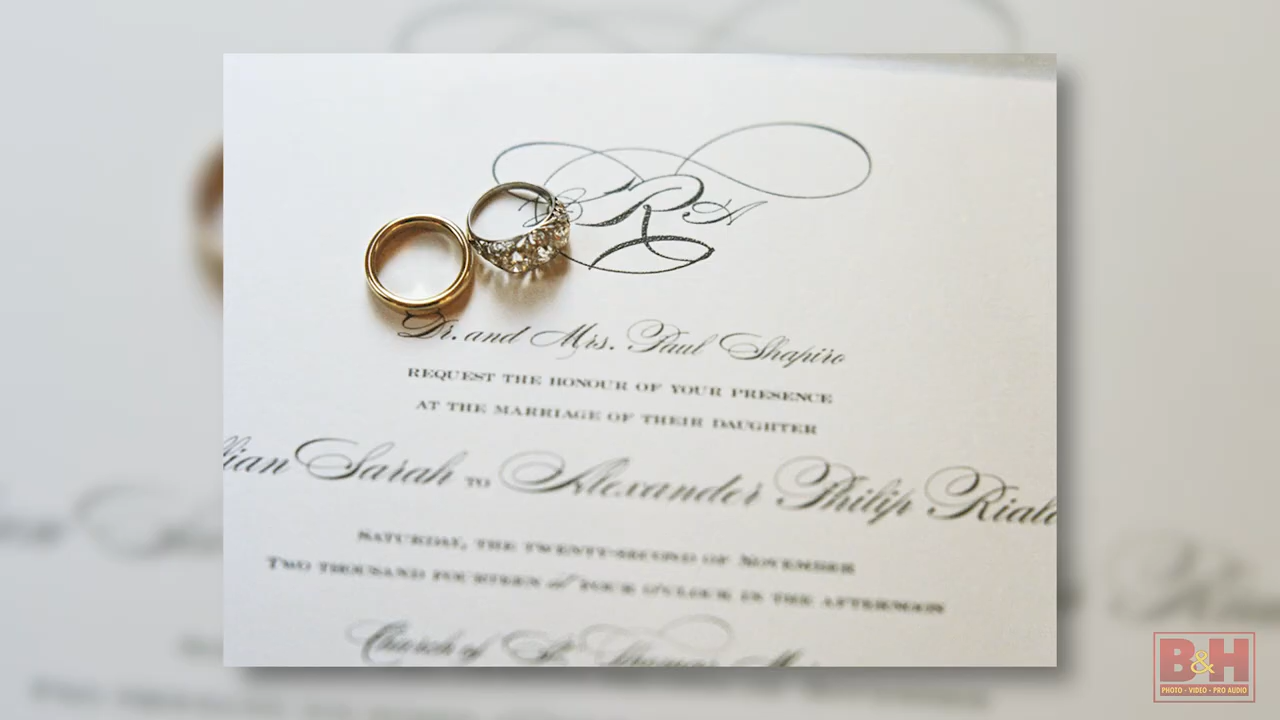 R A
Dr. and Mrs. Paul Shapiro
REQUEST THE HONOUR OF YOUR PRESENCE
AT THE MARRIAGE OF THEIR DAUGHTER
Sarah TO Alexander Philip
SATURDAY, THE TWENTY-SECOND OF NOVEMBER
TWO THOUSAND FOURTEEN at FOUR O'CLOCK IN THE AFTERNOON
Church of St. Thomas
B&H
PHOTO - VIDEO - PRO AUDIO